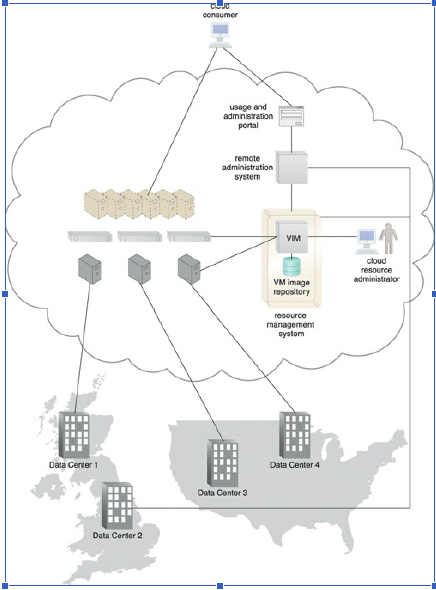 cloud
consumer
usage and
administration
portal
remote
administration
system
VIM
VM image
repository
cloud
resource
administrator
resource
management
system
Data Center 1
Data Center 4
Data Center 3
Data Center 2